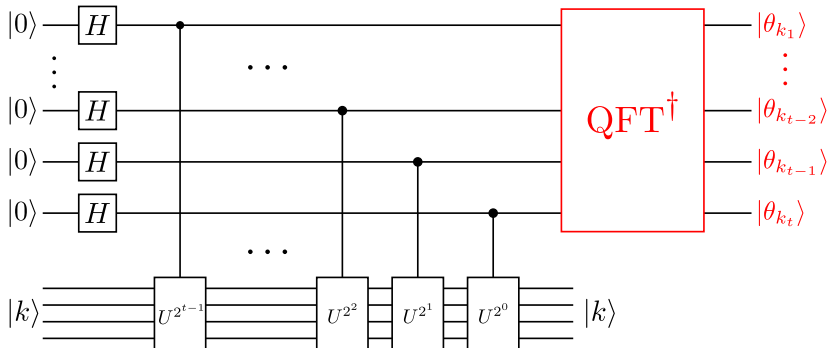 |0⟩ H |θ_{k_1}⟩
⋮ ⋯ ⋮
|0⟩ H QFT† |θ_{k_{t-2}}⟩
|0⟩ H |θ_{k_{t-1}}⟩
|0⟩ H |θ_{k_t}⟩
⋯
|k⟩ U^{2^{t-1}} U^{2^2} U^{2^1} U^{2^0} |k⟩